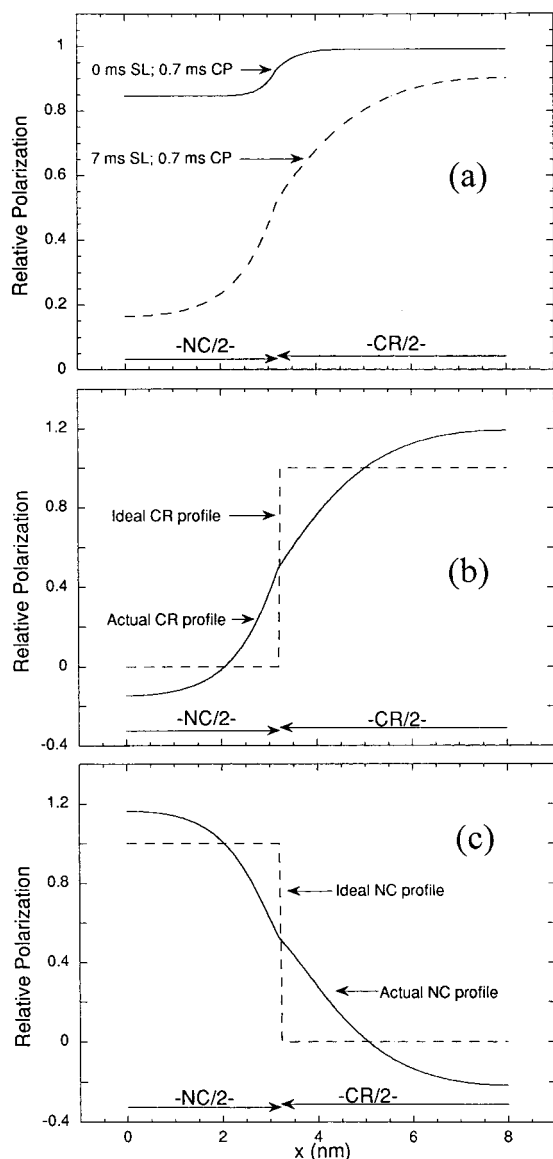 1
0 ms SL; 0.7 ms CP
0.8
7 ms SL; 0.7 ms CP
(a)
0.6
Relative Polarization
0.4
0.2
-NC/2-
-CR/2-
0
1.2
Ideal CR profile
0.8
(b)
Relative Polarization
0.4
Actual CR profile
0
-NC/2-
-CR/2-
-0.4
1.2
(c)
Ideal NC profile
0.8
Relative Polarization
0.4
Actual NC profile
0
-NC/2-
-CR/2-
-0.4
0 2 4 6 8
x (nm)